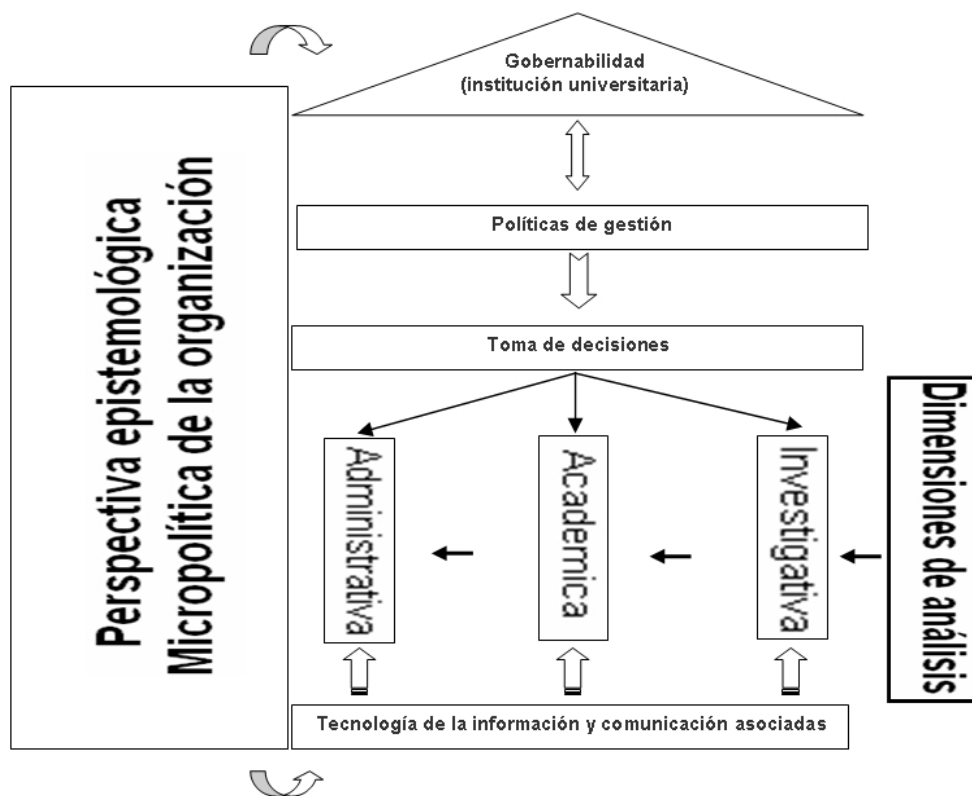 Gobernabilidad
(institución universitaria)
Perspectiva epistemológica
Micropolítica de la organización
Políticas de gestión
Toma de decisiones
Administrativa
Academica
Investigativa
Dimensiones de análisis
Tecnología de la información y comunicación asociadas